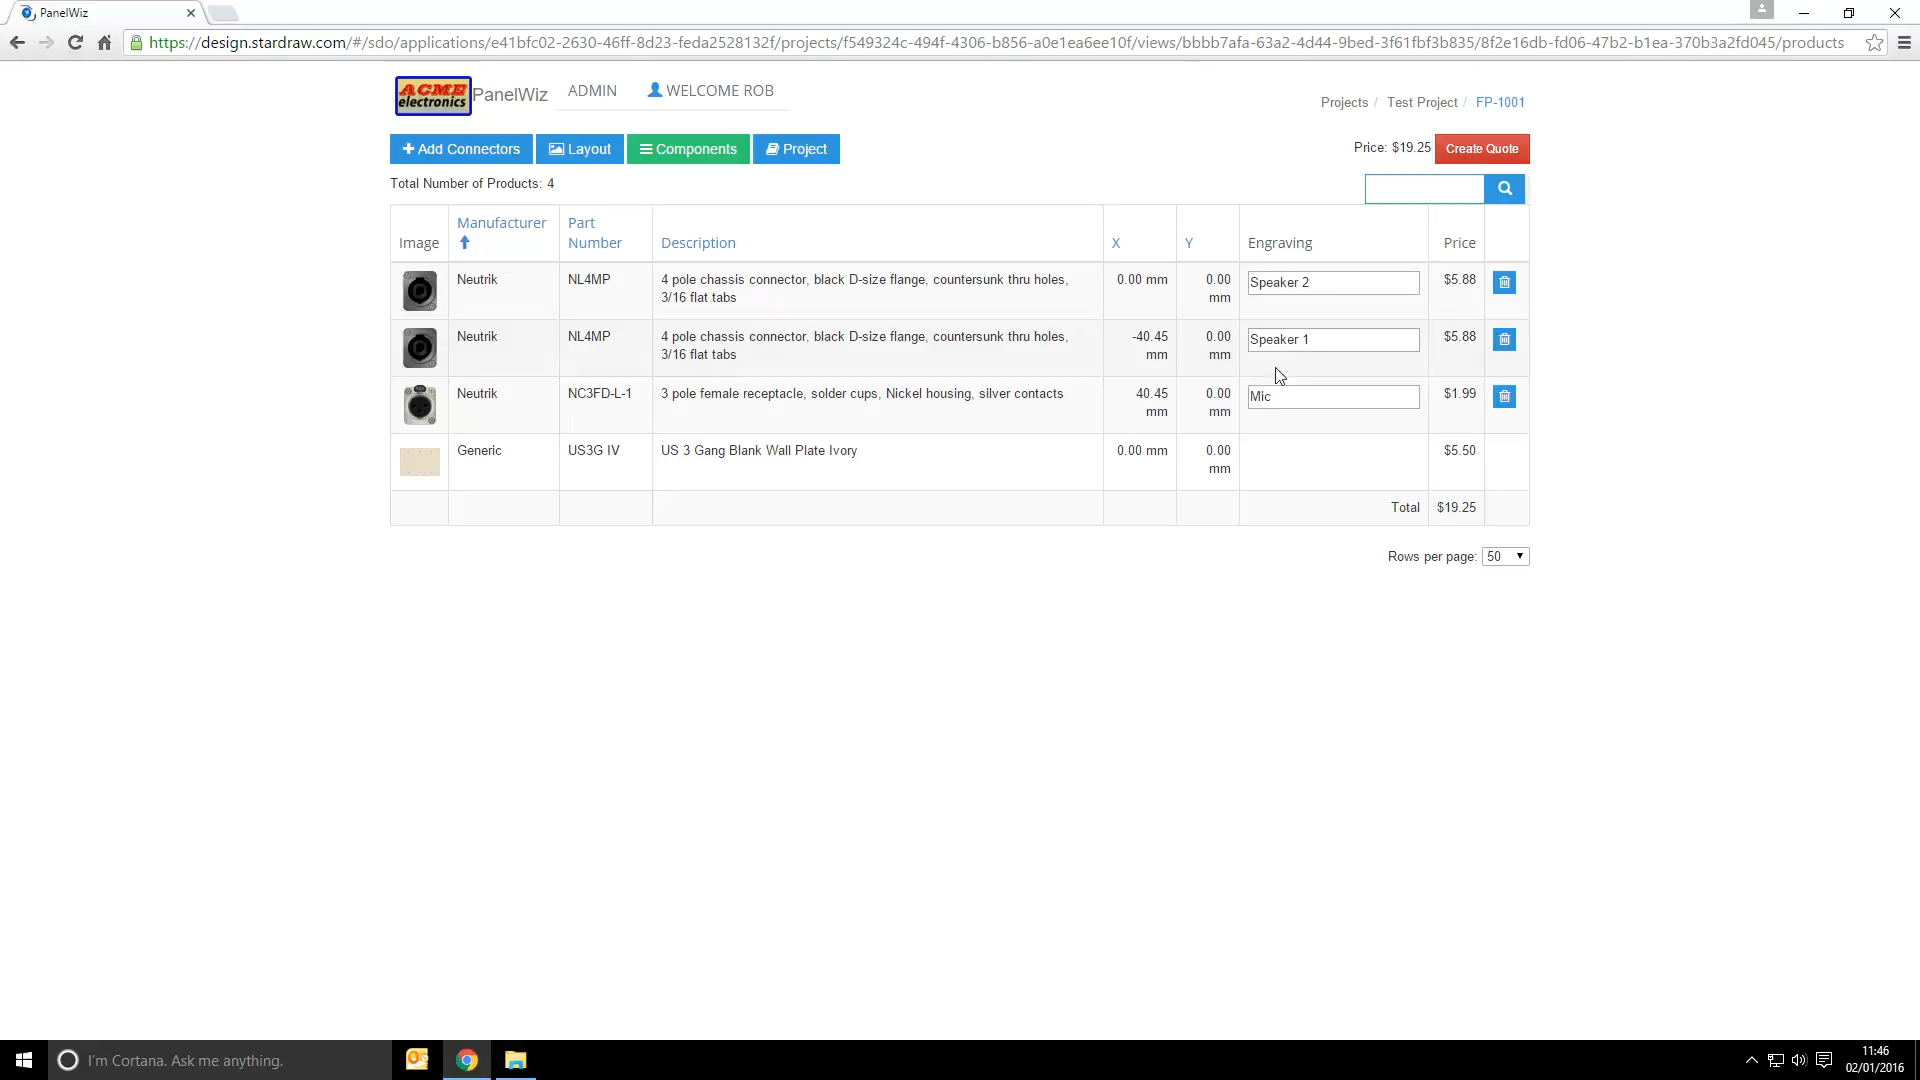 PanelWiz
https://design.stardraw.com/#/sdo/applications/e41bfc02-2630-46ff-8d23-feda2528132f/projects/f549324c-494f-4306-b856-a0e1ea6ee10f/views/bbbb7afa-63a2-4d44-9bed-3f61fbf3b835/8f2e16db-fd06-47b2-b1ea-370b3a2fd045/products
ACME
electronics
PanelWiz
ADMIN
WELCOME ROB
Projects / Test Project / FP-1001
Add Connectors
Layout
Components
Project
Price: $19.25
Create Quote
Total Number of Products: 4
Image
Manufacturer
Part
Number
Description
X
Y
Engraving
Price
Neutrik
NL4MP
4 pole chassis connector, black D-size flange, countersunk thru holes,
3/16 flat tabs
0.00 mm
0.00
mm
Speaker 2
$5.88
Neutrik
NL4MP
4 pole chassis connector, black D-size flange, countersunk thru holes,
3/16 flat tabs
-40.45
mm
0.00
mm
Speaker 1
$5.88
Neutrik
NC3FD-L-1
3 pole female receptacle, solder cups, Nickel housing, silver contacts
40.45
mm
0.00
mm
Mic
$1.99
Generic
US3G IV
US 3 Gang Blank Wall Plate Ivory
0.00 mm
0.00
mm
$5.50
Total
$19.25
Rows per page: 50
I'm Cortana. Ask me anything.
11:46
02/01/2016